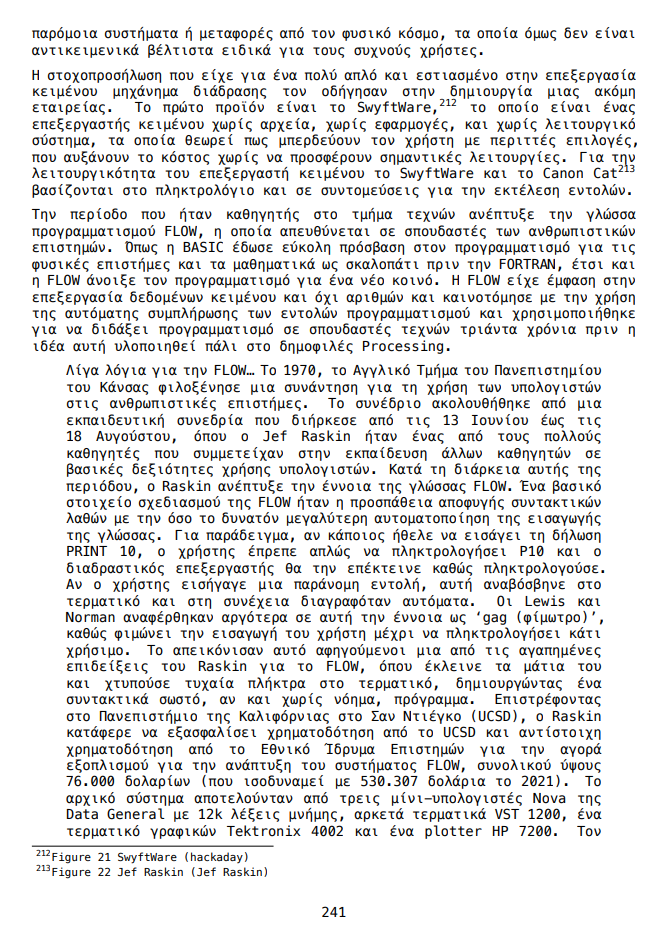 παρόμοια συστήματα ή μεταφορές από τον φυσικό κόσμο, τα οποία όμως δεν είναι
αντικειμενικά βέλτιστα ειδικά για τους συχνούς χρήστες.
Η στοχοπροσήλωση που είχε για ένα πολύ απλό και εστιασμένο στην επεξεργασία
κειμένου μηχάνημα διάδρασης τον οδήγησαν στην δημιουργία μιας ακόμη
εταιρείας. Το πρώτο προϊόν είναι το SwyftWare,212 το οποίο είναι ένας
επεξεργαστής κειμένου χωρίς αρχεία, χωρίς εφαρμογές, και χωρίς λειτουργικό
σύστημα, τα οποία θεωρεί πως μπερδεύουν τον χρήστη με περιττές επιλογές,
που αυξάνουν το κόστος χωρίς να προσφέρουν σημαντικές λειτουργίες. Για την
λειτουργικότητα του επεξεργαστή κειμένου το SwyftWare και το Canon Cat213
βασίζονται στο πληκτρολόγιο και σε συντομεύσεις για την εκτέλεση εντολών.
Την περίοδο που ήταν καθηγητής στο τμήμα τεχνών ανέπτυξε την γλώσσα
προγραμματισμού FLOW, η οποία απευθύνεται σε σπουδαστές των ανθρωπιστικών
επιστημών. Όπως η BASIC έδωσε εύκολη πρόσβαση στον προγραμματισμό για τις
φυσικές επιστήμες και τα μαθηματικά ως σκαλοπάτι πριν την FORTRAN, έτσι και
η FLOW άνοιξε τον προγραμματισμό για ένα νέο κοινό. Η FLOW είχε έμφαση στην
επεξεργασία δεδομένων κειμένου και όχι αριθμών και καινοτόμησε με την χρήση
της αυτόματης συμπλήρωσης των εντολών προγραμματισμού και χρησιμοποιήθηκε
για να διδάξει προγραμματισμό σε σπουδαστές τεχνών τριάντα χρόνια πριν η
ιδέα αυτή υλοποιηθεί πάλι στο δημοφιλές Processing.
Λίγα λόγια για την FLOW… Το 1970, το Αγγλικό Τμήμα του Πανεπιστημίου
του Κάνσας φιλοξένησε μια συνάντηση για τη χρήση των υπολογιστών
στις ανθρωπιστικές επιστήμες. Το συνέδριο ακολουθήθηκε από μια
εκπαιδευτική συνεδρία που διήρκεσε από τις 13 Ιουνίου έως τις
18 Αυγούστου, όπου ο Jef Raskin ήταν ένας από τους πολλούς
καθηγητές που συμμετείχαν στην εκπαίδευση άλλων καθηγητών σε
βασικές δεξιότητες χρήσης υπολογιστών. Κατά τη διάρκεια αυτής της
περιόδου, ο Raskin ανέπτυξε την έννοια της γλώσσας FLOW. Ένα βασικό
στοιχείο σχεδιασμού της FLOW ήταν η προσπάθεια αποφυγής συντακτικών
λαθών με την όσο το δυνατόν μεγαλύτερη αυτοματοποίηση της εισαγωγής
της γλώσσας. Για παράδειγμα, αν κάποιος ήθελε να εισάγει τη δήλωση
PRINT 10, ο χρήστης έπρεπε απλώς να πληκτρολογήσει P10 και ο
διαδραστικός επεξεργαστής θα την επέκτεινε καθώς πληκτρολογούσε.
Αν ο χρήστης εισήγαγε μια παράνομη εντολή, αυτή αναβόσβηνε στο
τερματικό και στη συνέχεια διαγραφόταν αυτόματα. Οι Lewis και
Norman αναφέρθηκαν αργότερα σε αυτή την έννοια ως ‘gag (φίμωτρο)’,
καθώς φιμώνει την εισαγωγή του χρήστη μέχρι να πληκτρολογήσει κάτι
χρήσιμο. Το απεικόνισαν αυτό αφηγούμενοι μια από τις αγαπημένες
επιδείξεις του Raskin για το FLOW, όπου έκλεινε τα μάτια του
και χτυπούσε τυχαία πλήκτρα στο τερματικό, δημιουργώντας ένα
συντακτικά σωστό, αν και χωρίς νόημα, πρόγραμμα. Επιστρέφοντας
στο Πανεπιστήμιο της Καλιφόρνιας στο Σαν Ντιέγκο (UCSD), ο Raskin
κατάφερε να εξασφαλίσει χρηματοδότηση από το UCSD και αντίστοιχη
χρηματοδότηση από το Εθνικό Ίδρυμα Επιστημών για την αγορά
εξοπλισμού για την ανάπτυξη του συστήματος FLOW, συνολικού ύψους
76.000 δολαρίων (που ισοδυναμεί με 530.307 δολάρια το 2021). Το
αρχικό σύστημα αποτελούνταν από τρεις μίνι–υπολογιστές Nova της
Data General με 12k λέξεις μνήμης, αρκετά τερματικά VST 1200, ένα
τερματικό γραφικών Tektronix 4002 και ένα plotter HP 7200. Τον
212Figure 21 SwyftWare (hackaday)
213Figure 22 Jef Raskin (Jef Raskin)
241